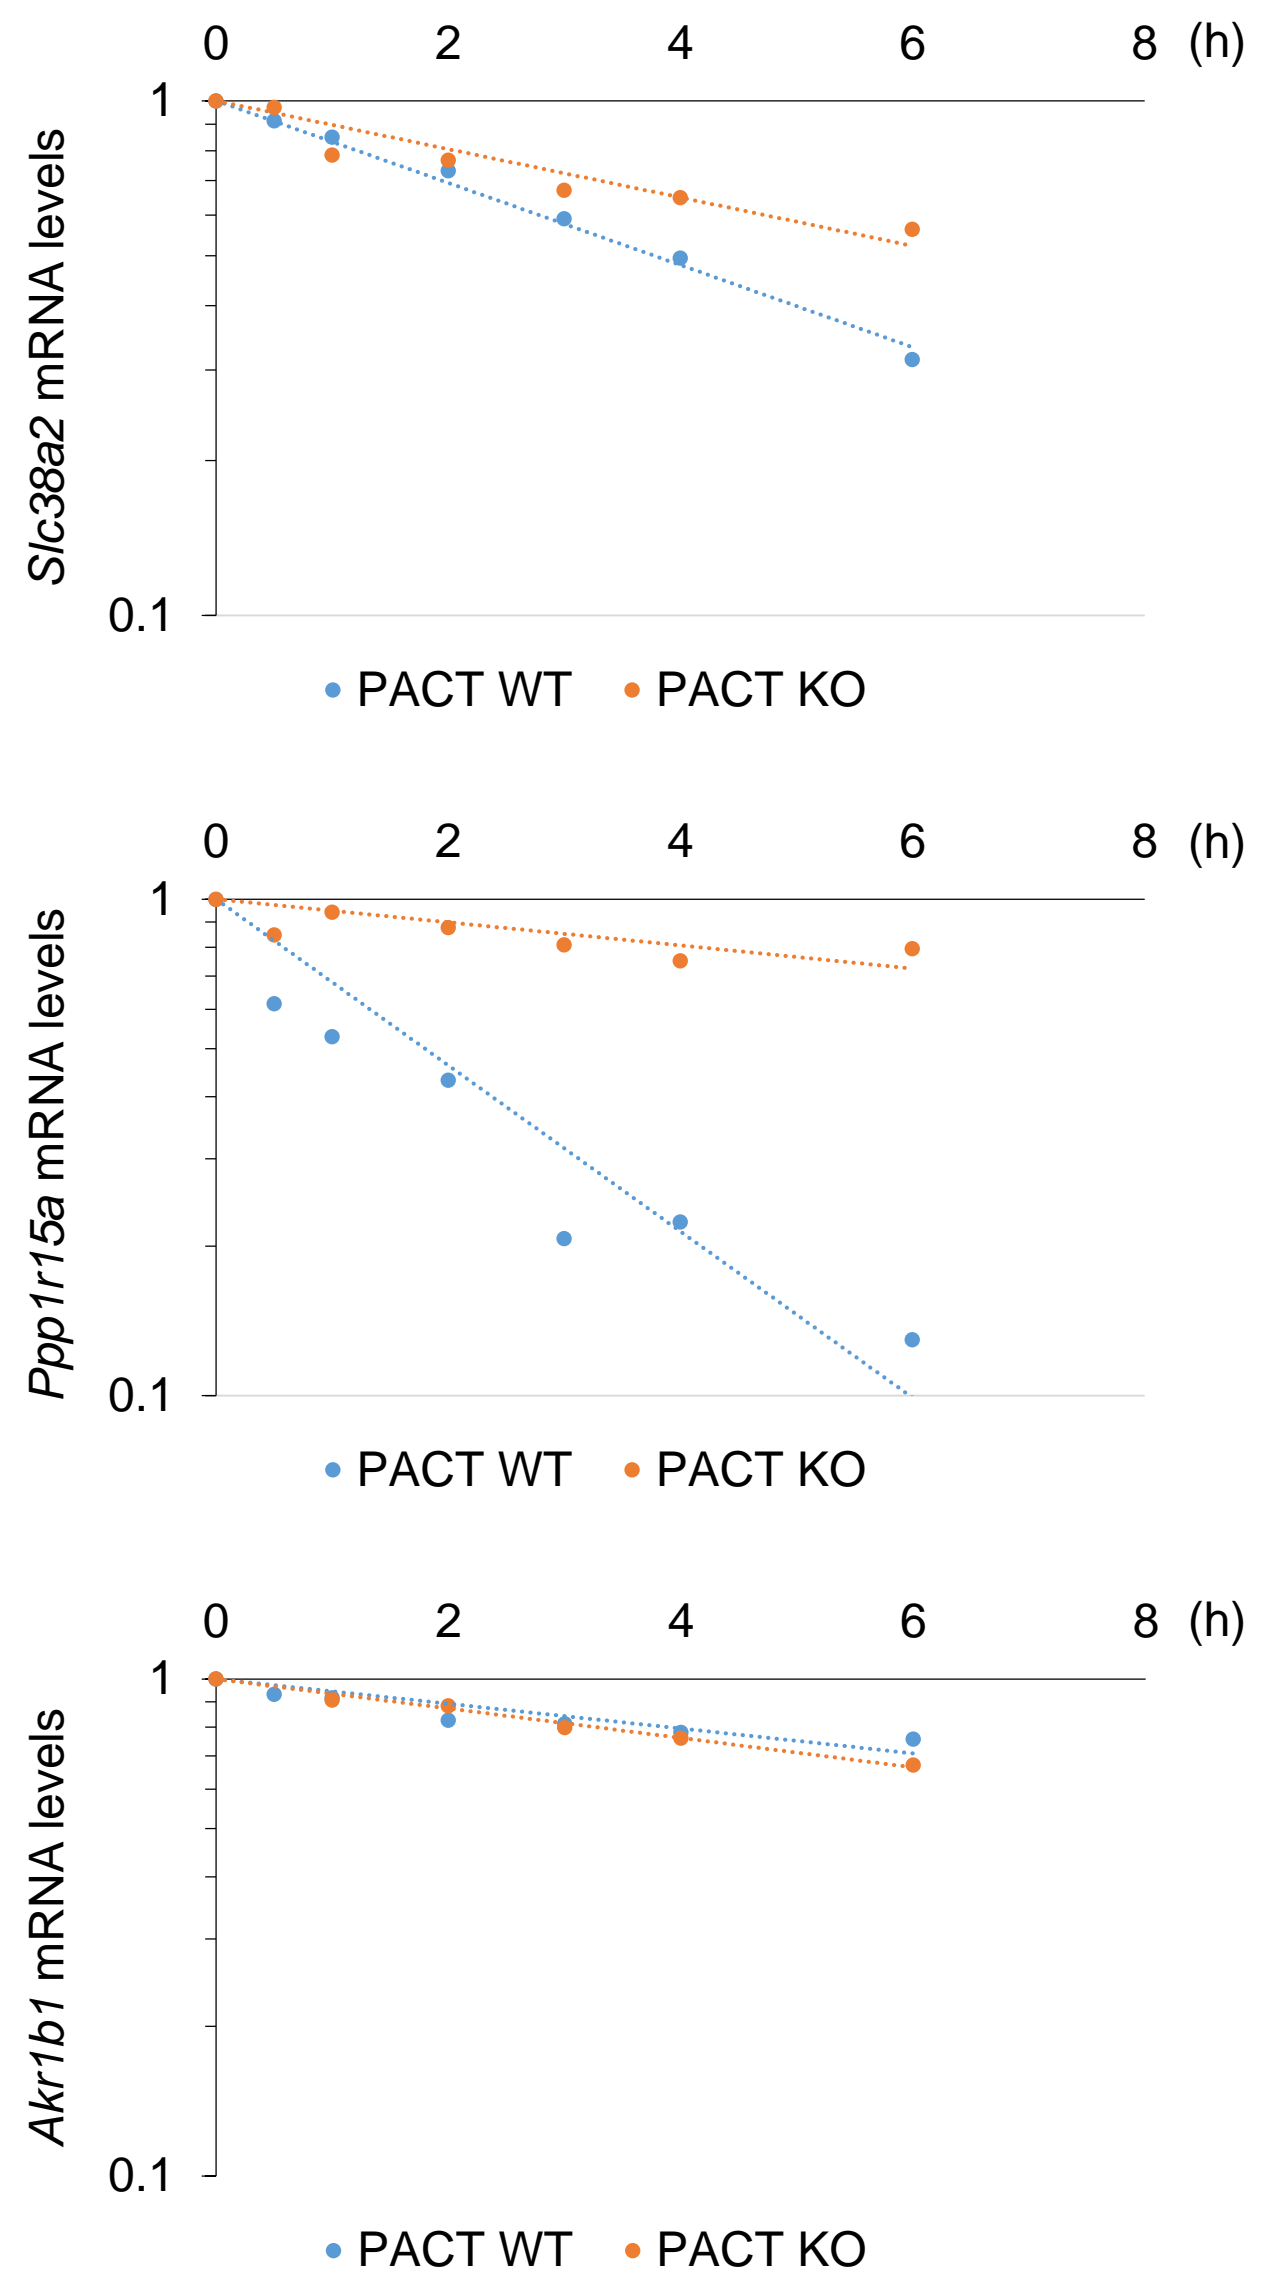 0 2 4 6 8 (h)
1
Slc38a2 mRNA levels
0.1
PACT WT PACT KO
0 2 4 6 8 (h)
1
Ppp1r15a mRNA levels
0.1
PACT WT PACT KO
0 2 4 6 8 (h)
1
Akr1b1 mRNA levels
0.1
PACT WT PACT KO